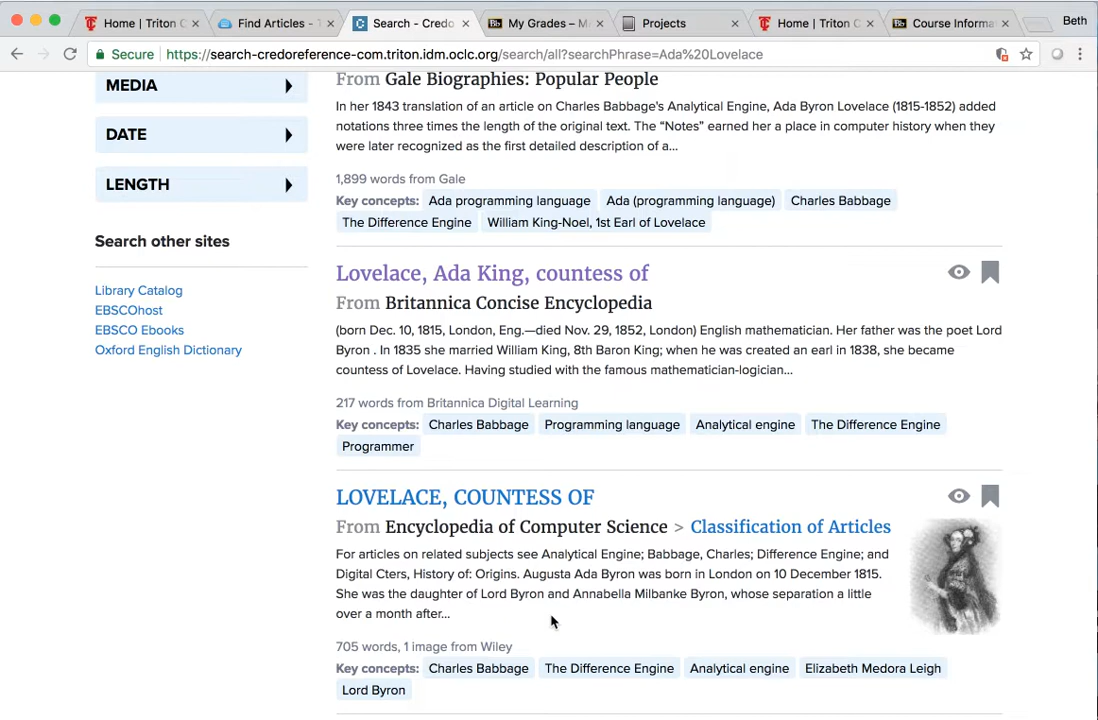 Home | Triton C
Find Articles - T
Search - Credo
Bb My Grades – M
Projects
Home | Triton C
Bb Course Informa
Beth
Secure https://search-credoreference-com.triton.idm.oclc.org/search/all?searchPhrase=Ada%20Lovelace
MEDIA
DATE
LENGTH
Search other sites
Library Catalog
EBSCOhost
EBSCO Ebooks
Oxford English Dictionary
From Gale Biographies: Popular People
In her 1843 translation of an article on Charles Babbage's Analytical Engine, Ada Byron Lovelace (1815-1852) added
notations three times the length of the original text. The “Notes” earned her a place in computer history when they
were later recognized as the first detailed description of a...
1,899 words from Gale
Key concepts: Ada programming language Ada (programming language) Charles Babbage
The Difference Engine William King-Noel, 1st Earl of Lovelace
Lovelace, Ada King, countess of
From Britannica Concise Encyclopedia
(born Dec. 10, 1815, London, Eng.—died Nov. 29, 1852, London) English mathematician. Her father was the poet Lord
Byron . In 1835 she married William King, 8th Baron King; when he was created an earl in 1838, she became
countess of Lovelace. Having studied with the famous mathematician-logician...
217 words from Britannica Digital Learning
Key concepts: Charles Babbage Programming language Analytical engine The Difference Engine
Programmer
LOVELACE, COUNTESS OF
From Encyclopedia of Computer Science > Classification of Articles
For articles on related subjects see Analytical Engine; Babbage, Charles; Difference Engine; and
Digital Cters, History of: Origins. Augusta Ada Byron was born in London on 10 December 1815.
She was the daughter of Lord Byron and Annabella Milbanke Byron, whose separation a little
over a month after...
705 words, 1 image from Wiley
Key concepts: Charles Babbage The Difference Engine Analytical engine Elizabeth Medora Leigh
Lord Byron